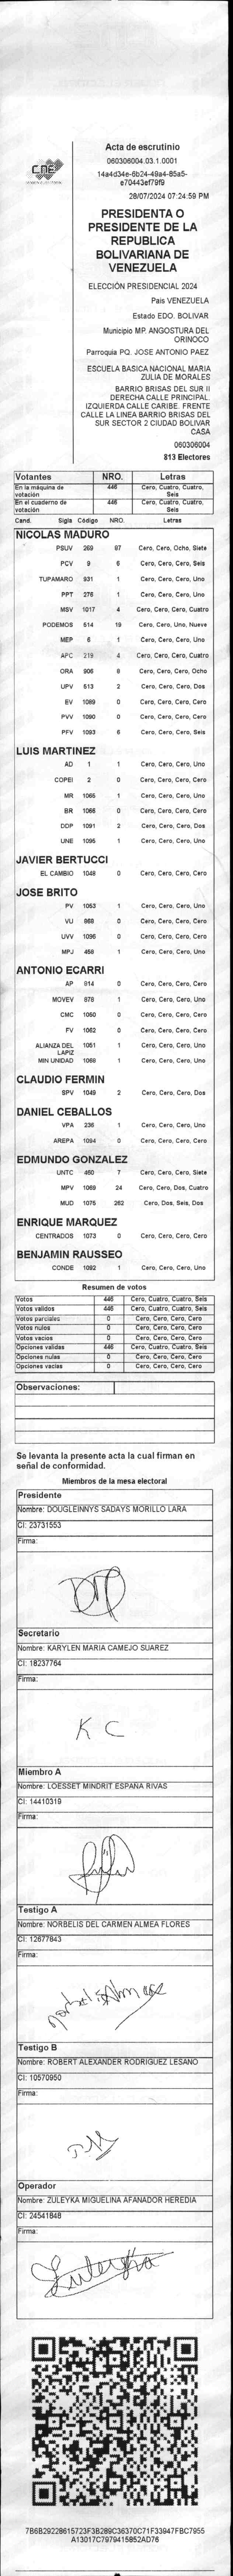 CNE
Acta de escrutinio
060306004.03.1.0001
14a4d34e-6b24-49a4-85a5-
e70443ef79f9
28/07/2024 07:24:59 PM
PRESIDENTA O
PRESIDENTE DE LA
REPUBLICA
BOLIVARIANA DE
VENEZUELA
ELECCIÓN PRESIDENCIAL 2024
País VENEZUELA
Estado EDO. BOLIVAR
Municipio MP. ANGOSTURA DEL
ORINOCO
Parroquia PQ. JOSE ANTONIO PAEZ
ESCUELA BASICA NACIONAL MARIA
ZULIA DE MORALES
BARRIO BRISAS DEL SUR II
DERECHA CALLE PRINCIPAL.
IZQUIERDA CALLE CARIBE. FRENTE
CALLE LA LINEA BARRIO BRISAS DEL
SUR SECTOR 2 CIUDAD BOLIVAR
CASA
060306004
813 Electores
Votantes NRO. Letras
En la máquina de votación 446 Cero, Cuatro, Cuatro, Seis
En el cuaderno de votación 446 Cero, Cuatro, Cuatro, Seis
Cand. Sigla Código NRO. Letras
NICOLAS MADURO
PSUV 269 87 Cero, Cero, Ocho, Siete
PCV 9 6 Cero, Cero, Cero, Seis
TUPAMARO 931 1 Cero, Cero, Cero, Uno
PPT 276 1 Cero, Cero, Cero, Uno
MSV 1017 4 Cero, Cero, Cero, Cuatro
PODEMOS 514 19 Cero, Cero, Uno, Nueve
MEP 6 1 Cero, Cero, Cero, Uno
APC 219 4 Cero, Cero, Cero, Cuatro
ORA 906 8 Cero, Cero, Cero, Ocho
UPV 513 2 Cero, Cero, Cero, Dos
EV 1089 0 Cero, Cero, Cero, Cero
PVV 1090 0 Cero, Cero, Cero, Cero
PFV 1093 6 Cero, Cero, Cero, Seis
LUIS MARTINEZ
AD 1 1 Cero, Cero, Cero, Uno
COPEI 2 0 Cero, Cero, Cero, Cero
MR 1065 1 Cero, Cero, Cero, Uno
BR 1066 0 Cero, Cero, Cero, Cero
DDP 1091 2 Cero, Cero, Cero, Dos
UNE 1095 1 Cero, Cero, Cero, Uno
JAVIER BERTUCCI
EL CAMBIO 1048 0 Cero, Cero, Cero, Cero
JOSE BRITO
PV 1053 1 Cero, Cero, Cero, Uno
VU 868 0 Cero, Cero, Cero, Cero
UVV 1096 0 Cero, Cero, Cero, Cero
MPJ 458 1 Cero, Cero, Cero, Uno
ANTONIO ECARRI
AP 914 0 Cero, Cero, Cero, Cero
MOVEV 878 1 Cero, Cero, Cero, Uno
CMC 1050 0 Cero, Cero, Cero, Cero
FV 1062 0 Cero, Cero, Cero, Cero
ALIANZA DEL LAPIZ 1051 1 Cero, Cero, Cero, Uno
MIN UNIDAD 1068 1 Cero, Cero, Cero, Uno
CLAUDIO FERMIN
SPV 1049 2 Cero, Cero, Cero, Dos
DANIEL CEBALLOS
VPA 236 1 Cero, Cero, Cero, Uno
AREPA 1094 0 Cero, Cero, Cero, Cero
EDMUNDO GONZALEZ
UNTC 460 7 Cero, Cero, Cero, Siete
MPV 1069 24 Cero, Cero, Dos, Cuatro
MUD 1075 262 Cero, Dos, Seis, Dos
ENRIQUE MARQUEZ
CENTRADOS 1073 0 Cero, Cero, Cero, Cero
BENJAMIN RAUSSEO
CONDE 1082 1 Cero, Cero, Cero, Uno
Resumen de votos
Votos 446 Cero, Cuatro, Cuatro, Seis
Votos validos 446 Cero, Cuatro, Cuatro, Seis
Votos parciales 0 Cero, Cero, Cero, Cero
Votos nulos 0 Cero, Cero, Cero, Cero
Votos vacios 0 Cero, Cero, Cero, Cero
Opciones validas 446 Cero, Cuatro, Cuatro, Seis
Opciones nulas 0 Cero, Cero, Cero, Cero
Opciones vacias 0 Cero, Cero, Cero, Cero
Observaciones:
Se levanta la presente acta la cual firman en
señal de conformidad.
Miembros de la mesa electoral
Presidente
Nombre: DOUGLEINNYS SADAYS MORILLO LARA
CI: 23731553
Firma:
Secretario
Nombre: KARYLEN MARIA CAMEJO SUAREZ
CI: 18237764
Firma:
K C
Miembro A
Nombre: LOESSET MINDRIT ESPAÑA RIVAS
CI: 14410319
Firma:
Testigo A
Nombre: NORBELIS DEL CARMEN ALMEA FLORES
CI: 12677843
Firma:
Testigo B
Nombre: ROBERT ALEXANDER RODRIGUEZ LESANO
CI: 10570950
Firma:
Operador
Nombre: ZULEYKA MIGUELINA AFANADOR HEREDIA
CI: 24541848
Firma:
Zuleyka
7B6B29228615723F3B289C36370C71F33947FBC7955
A13017C7979415852AD76